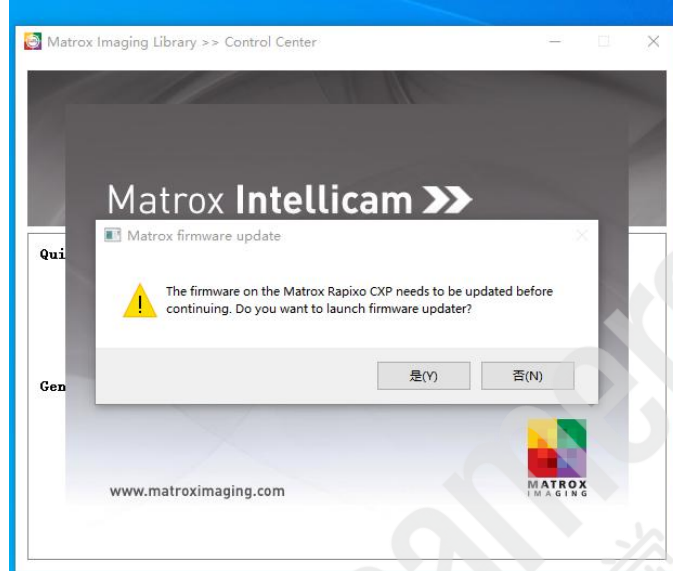 Matrox Imaging Library >> Control Center
Matrox Intellicam
Matrox firmware update
Qui
The firmware on the Matrox Rapixo CXP needs to be updated before
continuing. Do you want to launch firmware updater?
是(Y)
否(N)
Gen
MATROX
IMAGING
www.matroximaging.com